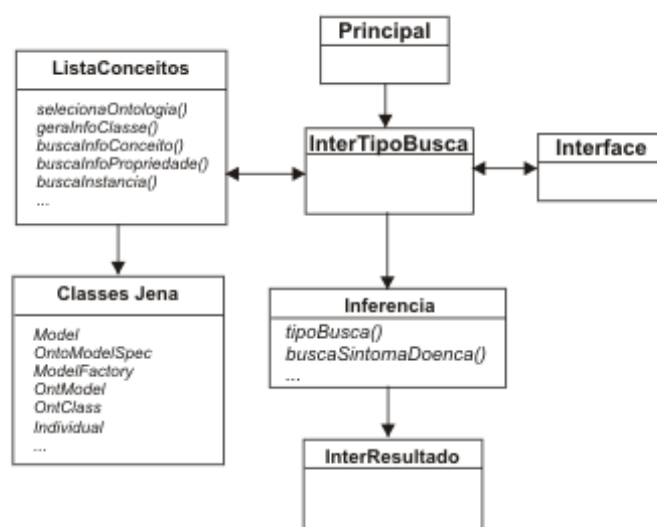 Principal
ListaConceitos
selecionaOntologia()
geraInfoClasse()
buscaInfoConceito()
buscaInfoPropriedade()
buscaInstancia()
...
InterTipoBusca
Interface
Classes Jena
Model
OntoModelSpec
ModelFactory
OntModel
OntClass
Individual
...
Inferencia
tipoBusca()
buscaSintomaDoenca()
...
InterResultado